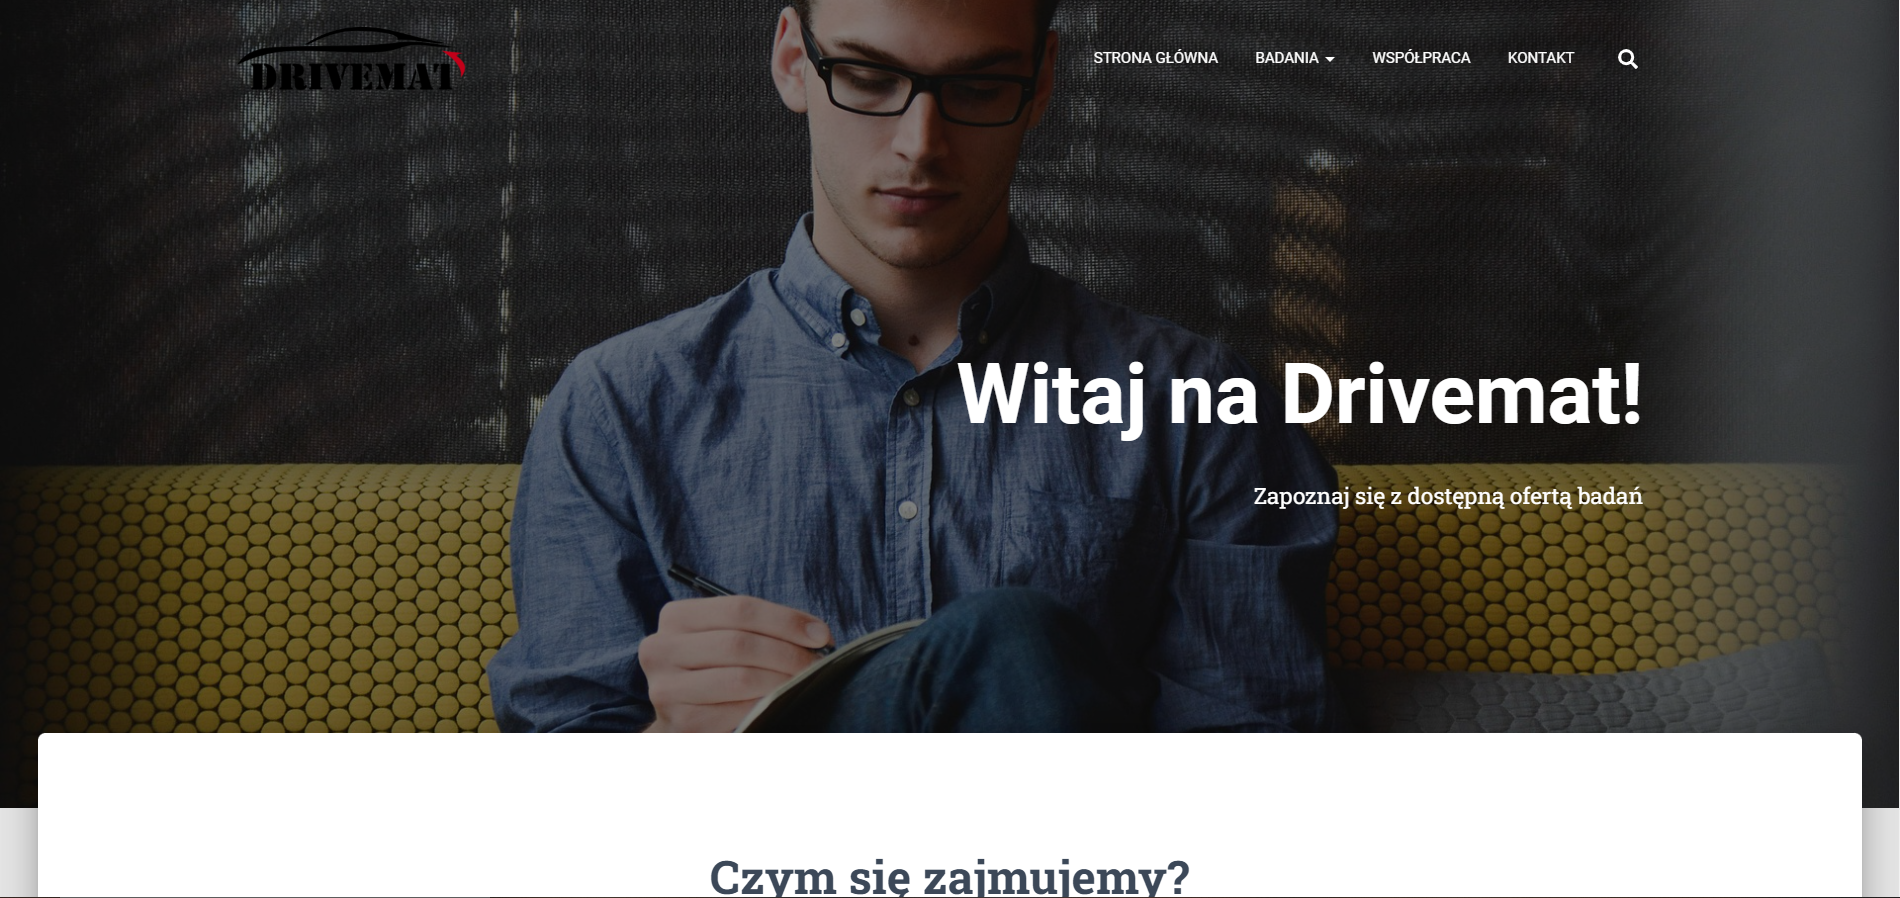 DRIVEMAT
STRONA GŁÓWNA BADANIA WSPÓŁPRACA KONTAKT
Witaj na Drivemat!
Zapoznaj się z dostępną ofertą badań
Czym się zajmujemy?